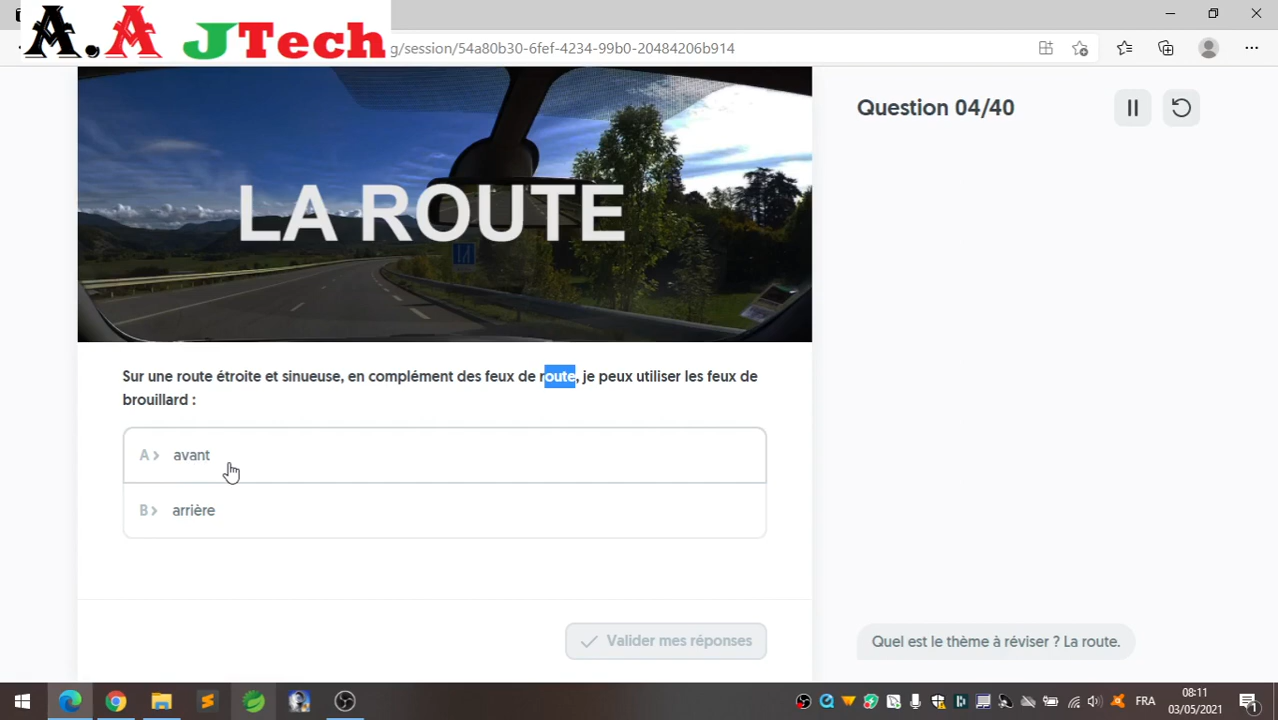 A.A JTech
g/session/54a80b30-6fef-4234-99b0-20484206b914
LA ROUTE
Question 04/40
Sur une route étroite et sinueuse, en complément des feux de route, je peux utiliser les feux de
brouillard :
A > avant
B > arrière
Valider mes réponses
Quel est le thème à réviser ? La route.
FRA
08:11
03/05/2021
1